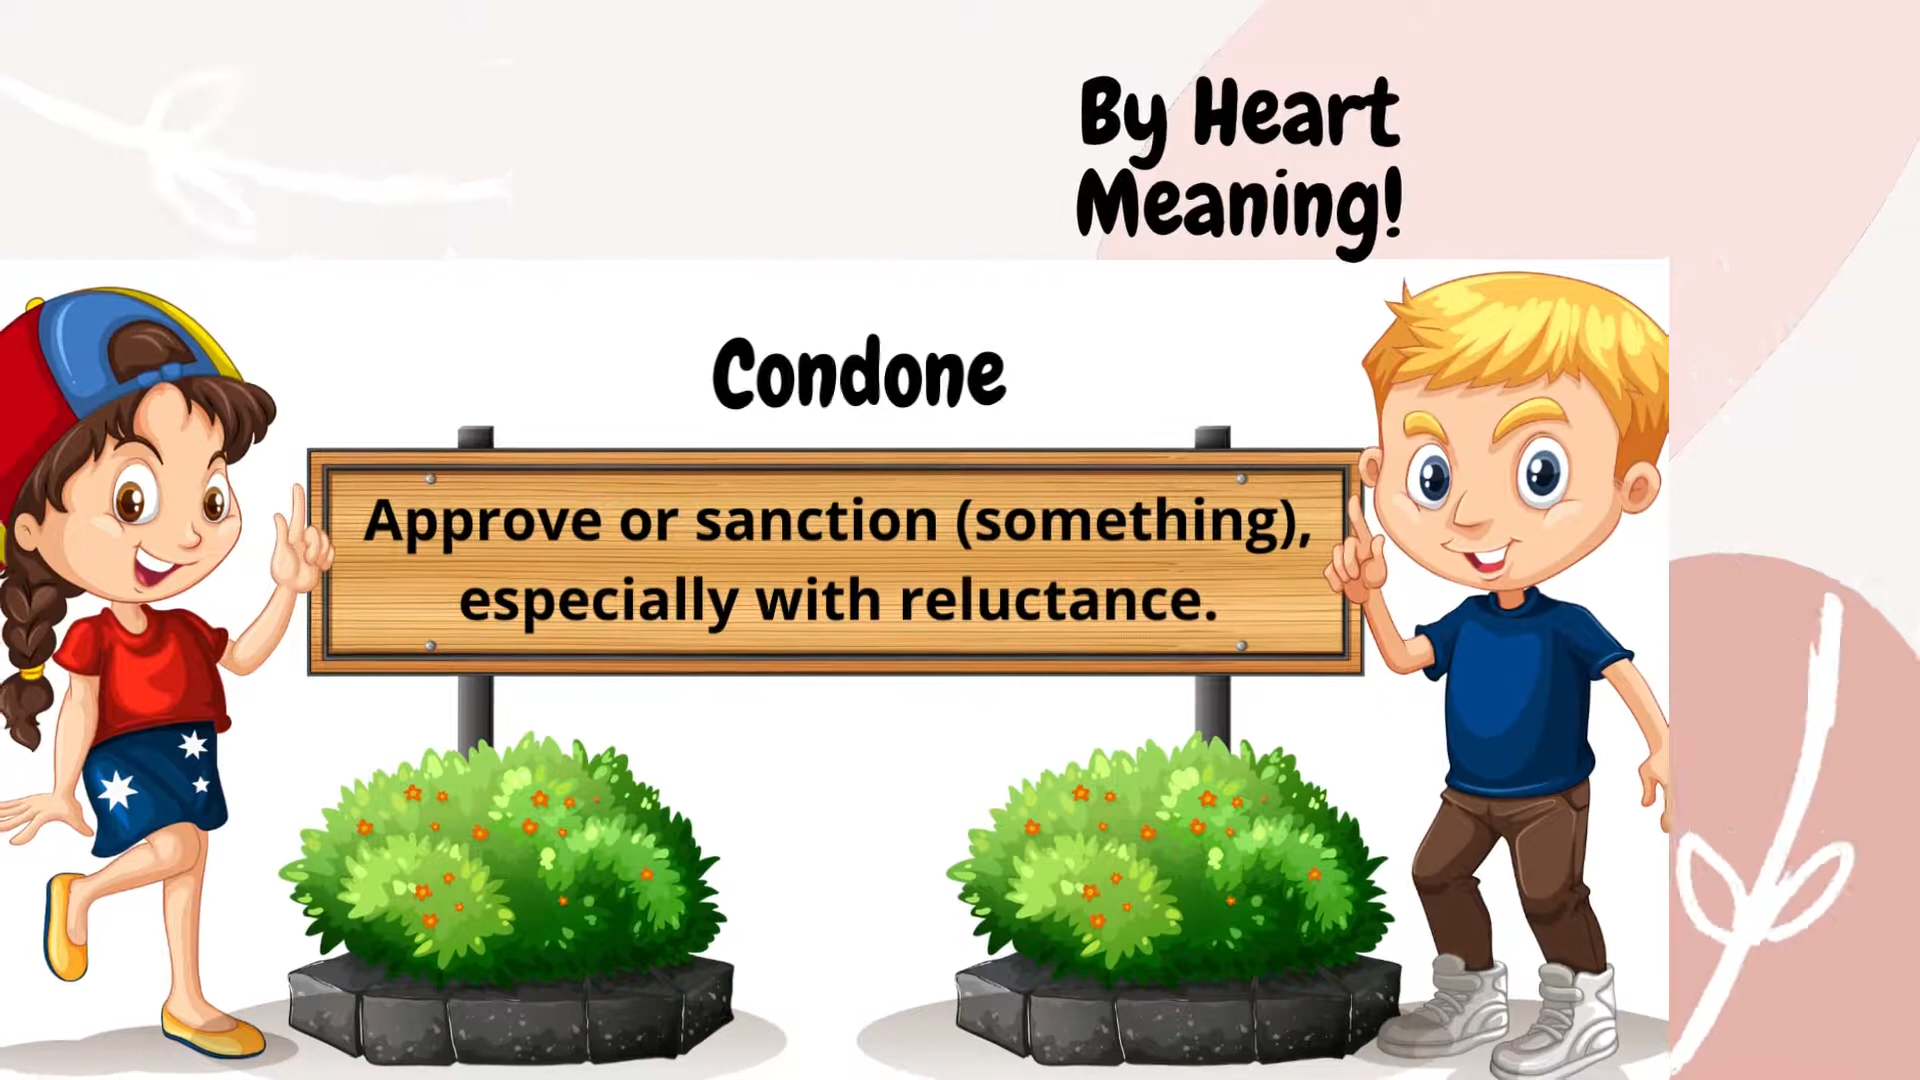 By Heart
Meaning!
Condone
Approve or sanction (something),
especially with reluctance.